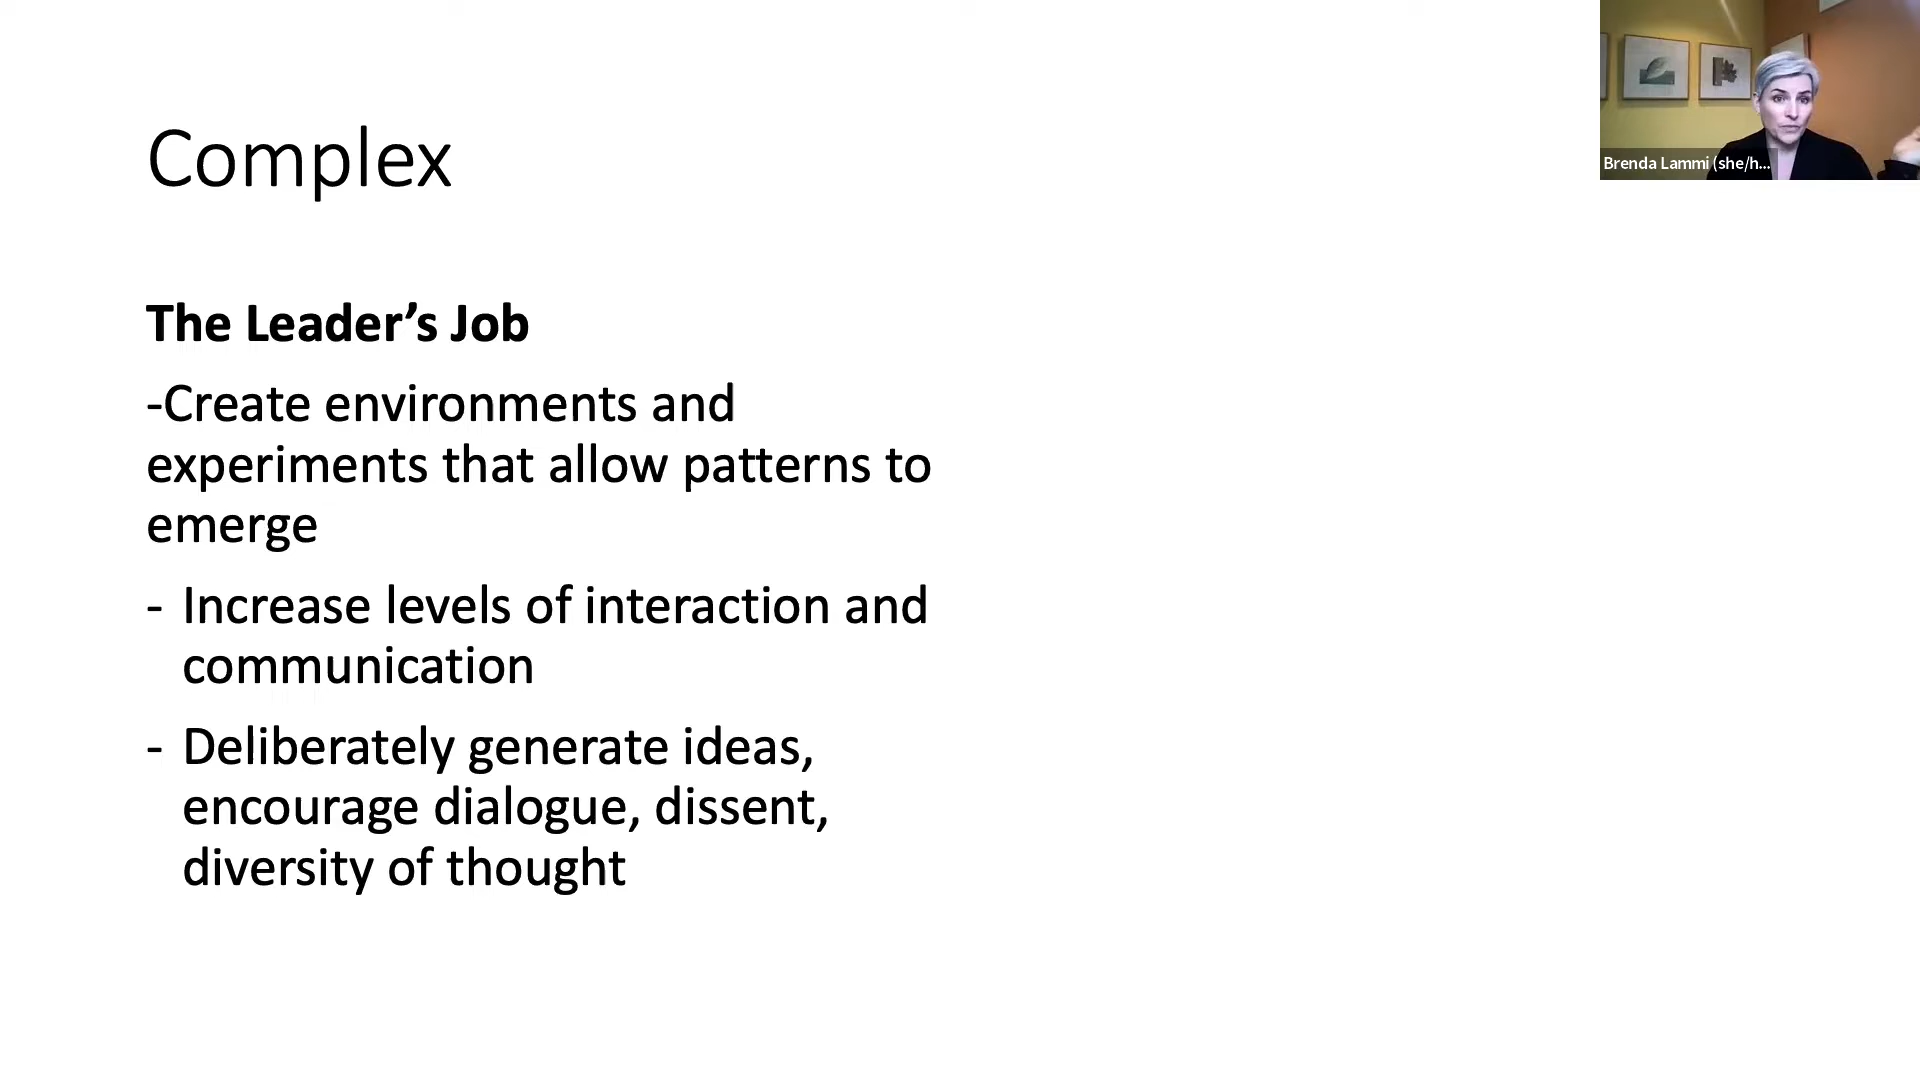 Complex
The Leader’s Job
-Create environments and
experiments that allow patterns to
emerge
- Increase levels of interaction and
communication
- Deliberately generate ideas,
encourage dialogue, dissent,
diversity of thought
Brenda Lammi (she/h...